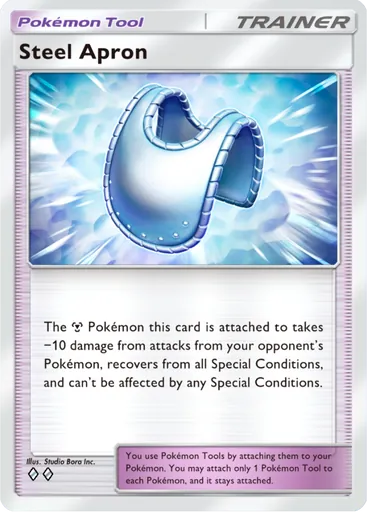 Pokémon Tool
TRAINER
Steel Apron
The Pokémon this card is attached to takes
−10 damage from attacks from your opponent's
Pokémon, recovers from all Special Conditions,
and can't be affected by any Special Conditions.
Illus. Studio Bora Inc.
You use Pokémon Tools by attaching them to your
Pokémon. You may attach only 1 Pokémon Tool to
each Pokémon, and it stays attached.